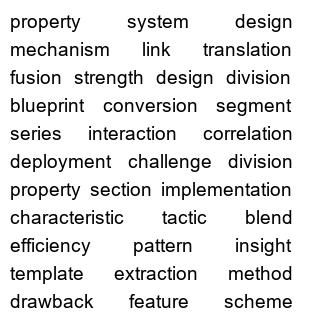 property system design
mechanism link translation
fusion strength design division
blueprint conversion segment
series interaction correlation
deployment challenge division
property section implementation
characteristic tactic blend
efficiency pattern insight
template extraction method
drawback feature scheme